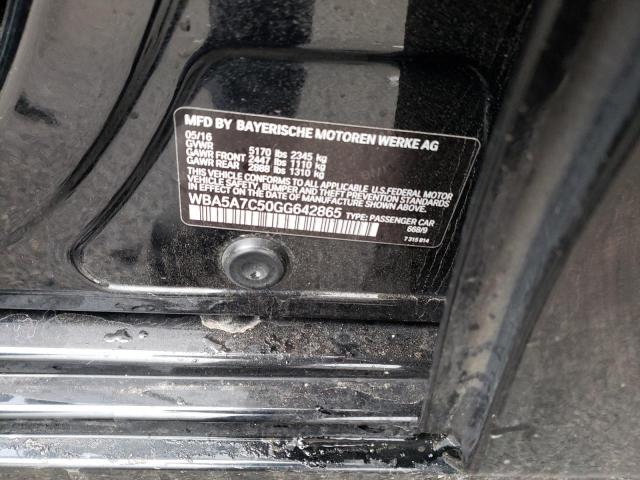 MFD BY BAYERISCHE MOTOREN WERKE AG
05/16
GVWR 5170 lbs 2345 kg
GAWR FRONT 2447 lbs 1110 kg
GAWR REAR 2888 lbs 1310 kg
THIS VEHICLE CONFORMS TO ALL APPLICABLE U.S.FEDERAL MOTOR
VEHICLE SAFETY, BUMPER AND THEFT PREVENTION STANDARDS
IN EFFECT ON THE DATE OF MANUFACTURE SHOWN ABOVE.
WBA5A7C50GG642865 TYPE: PASSENGER CAR
668/9
7 315 814